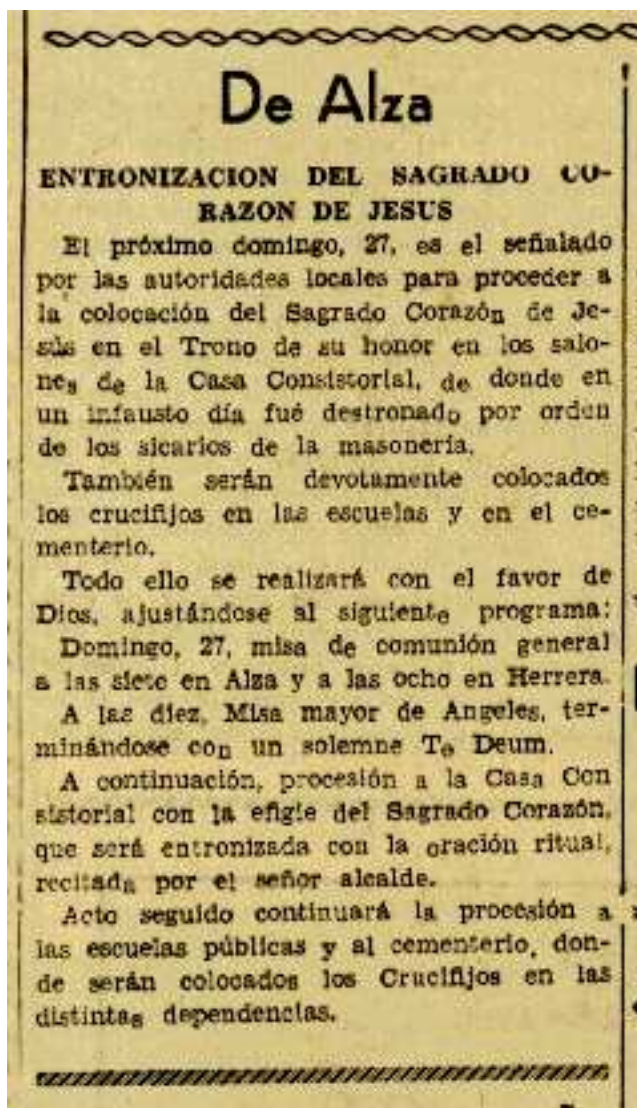 De Alza
ENTRONIZACION DEL SAGRADO CO-
RAZON DE JESUS
El próximo domingo, 27, es el señalado
por las autoridades locales para proceder a
la colocación del Sagrado Corazón de Je-
sús en el Trono de su honor en los salo-
nes de la Casa Consistorial, de donde en
un infausto día fué destronado por orden
de los sicarios de la masonería.
También serán devotamente colocados
los crucifijos en las escuelas y en el ce-
menterio.
Todo ello se realizará con el favor de
Dios, ajustándose al siguiente programa:
Domingo, 27, misa de comunión general
a las siete en Alza y a las ocho en Herrera.
A las diez, Misa mayor de Angeles, ter-
minándose con un solemne Te Deum.
A continuación, procesión a la Casa Con
sistorial con la efigie del Sagrado Corazón,
que será entronizada con la oración ritual,
recitada por el señor alcalde.
Acto seguido continuará la procesión a
las escuelas públicas y al cementerio, don-
de serán colocados los Crucifijos en las
distintas dependencias.